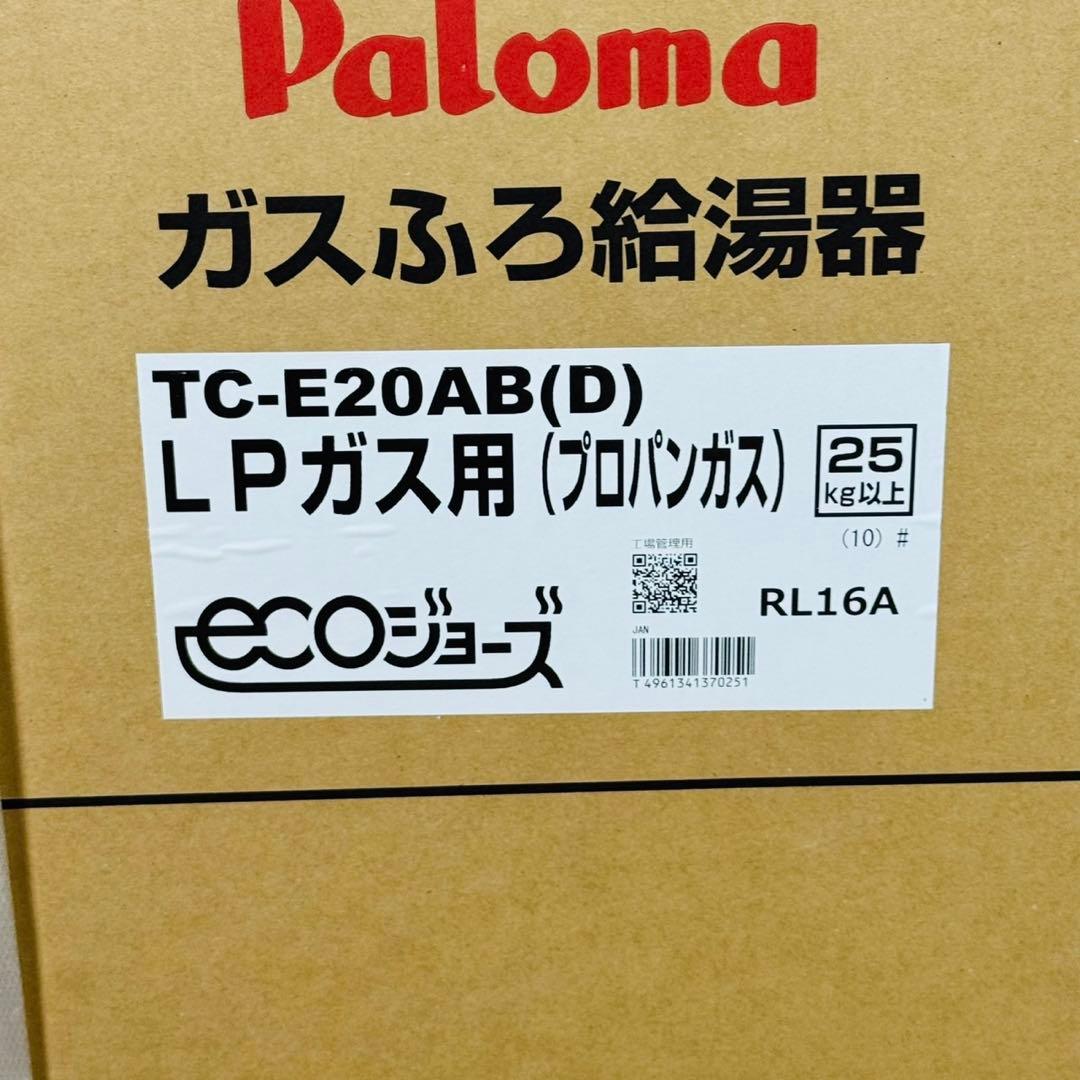 Paloma
ガスふろ給湯器
TC-E20AB(D)
LPガス用(プロパンガス)
25
kg以上
(10) #
工場管理用
RL16A
ecoジョーズ
JAN
T 4961341370251